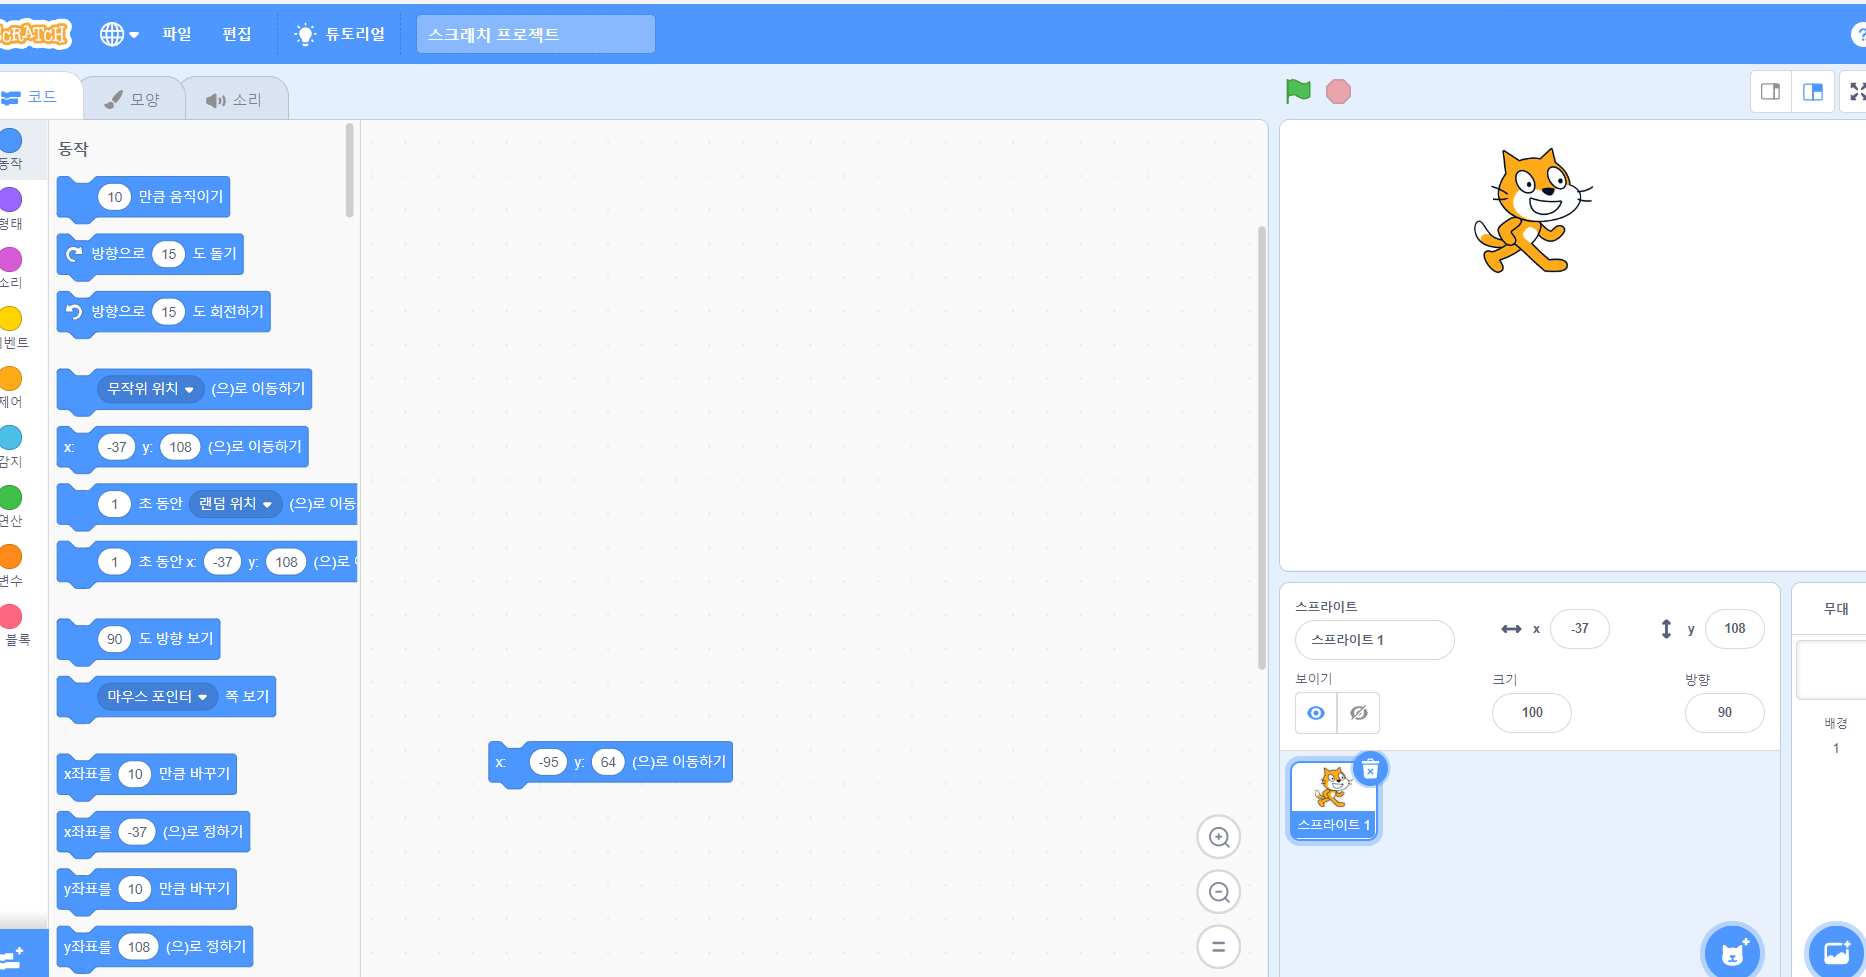 SCRATCH 파일 편집 튜토리얼 스크래치 프로젝트 ?
코드 모양 소리
동작
형태
소리
이벤트
제어
감지
연산
변수
블록
동작
10 만큼 움직이기
방향으로 15 도 돌기
방향으로 15 도 회전하기
무작위 위치 (으)로 이동하기
x: -37 y: 108 (으)로 이동하기
1 초 동안 랜덤 위치 (으)로 이동
1 초 동안 x: -37 y: 108 (으)로
90 도 방향 보기
마우스 포인터 쪽 보기
x좌표를 10 만큼 바꾸기
x좌표를 -37 (으)로 정하기
y좌표를 10 만큼 바꾸기
y좌표를 108 (으)로 정하기
x: -95 y: 64 (으)로 이동하기
스프라이트
스프라이트 1 x -37 y 108
보이기 크기 방향
100 90
스프라이트 1
무대
배경
1